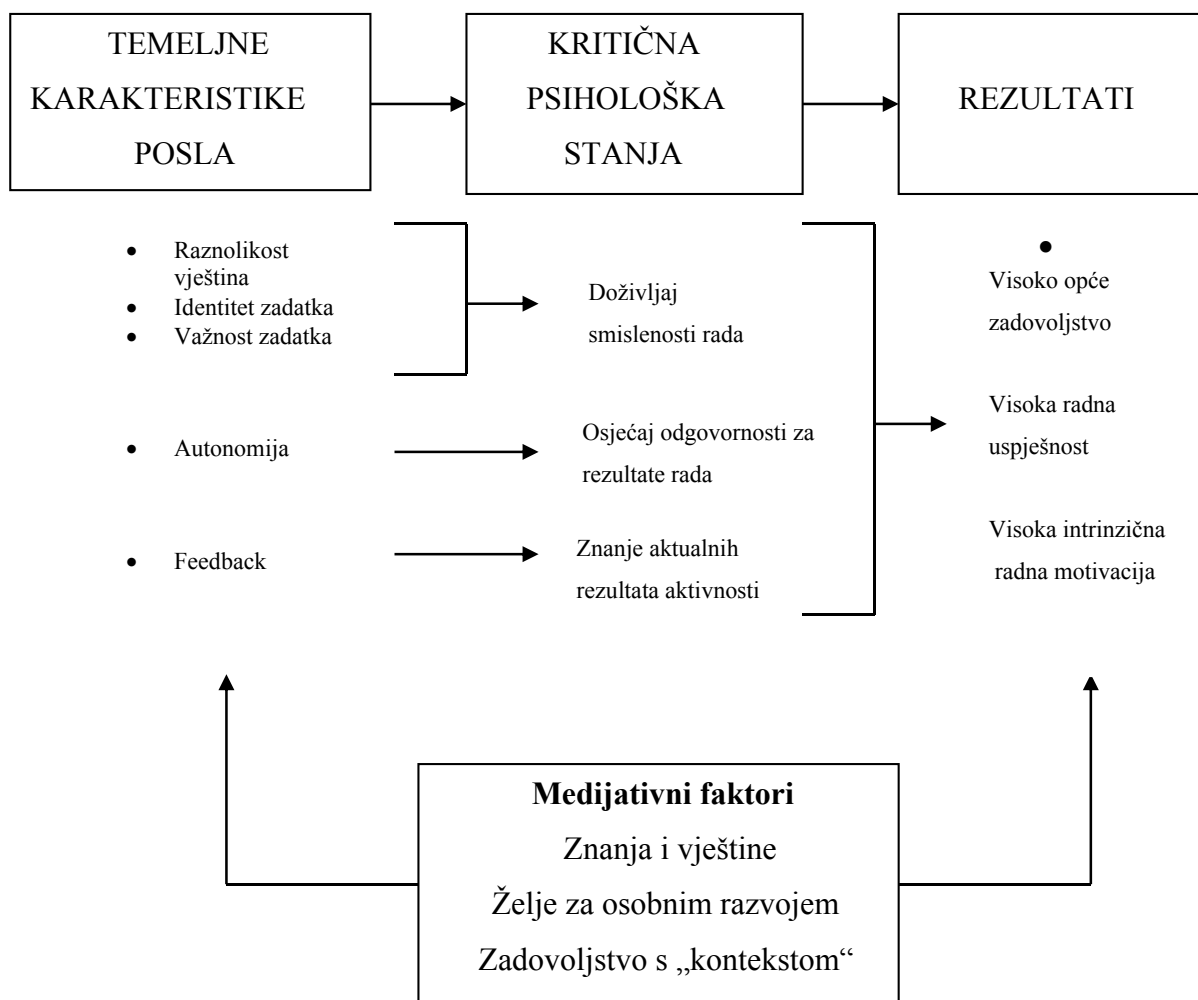 TEMELJNE
KARAKTERISTIKE
POSLA
KRITIČNA
PSIHOLOŠKA
STANJA
REZULTATI
• Raznolikost
vještina
• Identitet zadatka
• Važnost zadatka
• Autonomija
• Feedback
Doživljaj
smislenosti rada
Osjećaj odgovornosti za
rezultate rada
Znanje aktualnih
rezultata aktivnosti
•
Visoko opće
zadovoljstvo
Visoka radna
uspješnost
Visoka intrinzična
radna motivacija
Medijativni faktori
Znanja i vještine
Želje za osobnim razvojem
Zadovoljstvo s „kontekstom“